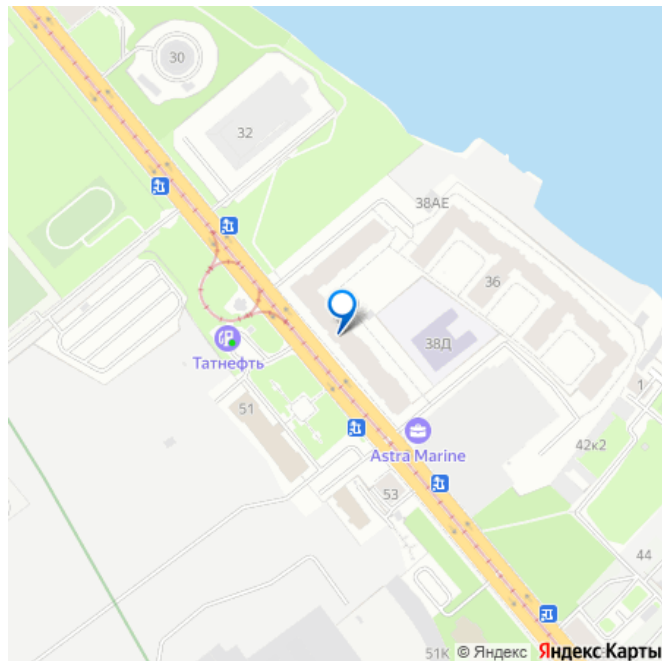 30
32
38АЕ
36
38Д
Татнефть
51
1
Astra Marine
42к2
53
44
51К
© Яндекс Яндекс Карты